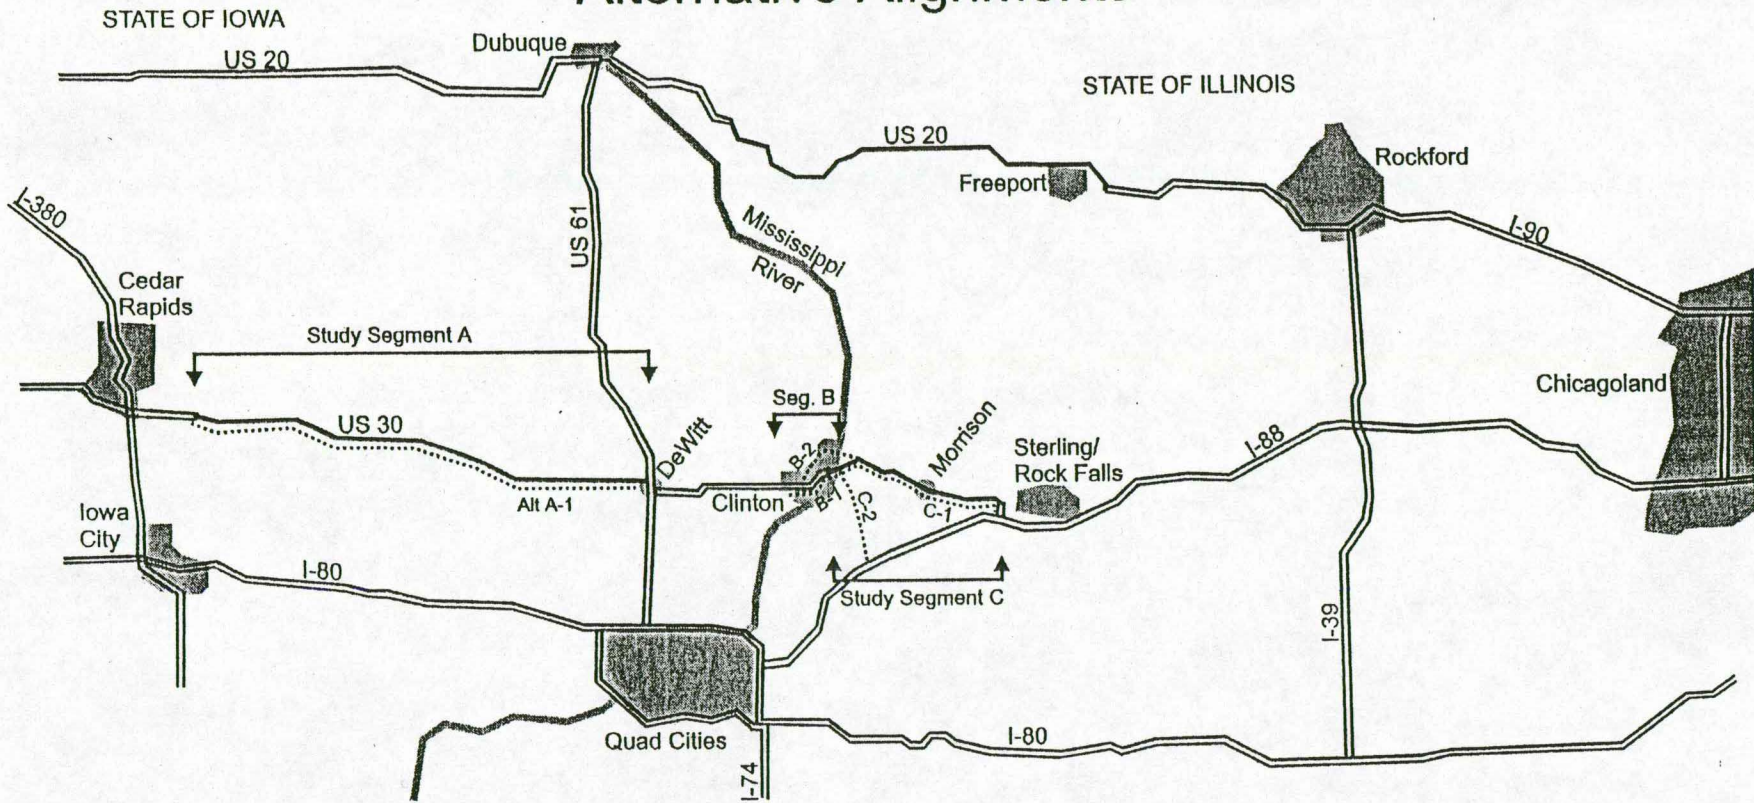 STATE OF IOWA
Dubuque
US 20
STATE OF ILLINOIS
US 20
Rockford
Freeport
I-380
US 61
Mississippi
River
I-90
Cedar
Rapids
Study Segment A
Chicagoland
Seg. B
US 30
DeWitt
Morrison
Sterling/
Rock Falls
I-88
B-2
Alt A-1
Clinton
B-1
C-2
C-1
Iowa
City
I-80
Study Segment C
I-39
Quad Cities
I-80
I-74